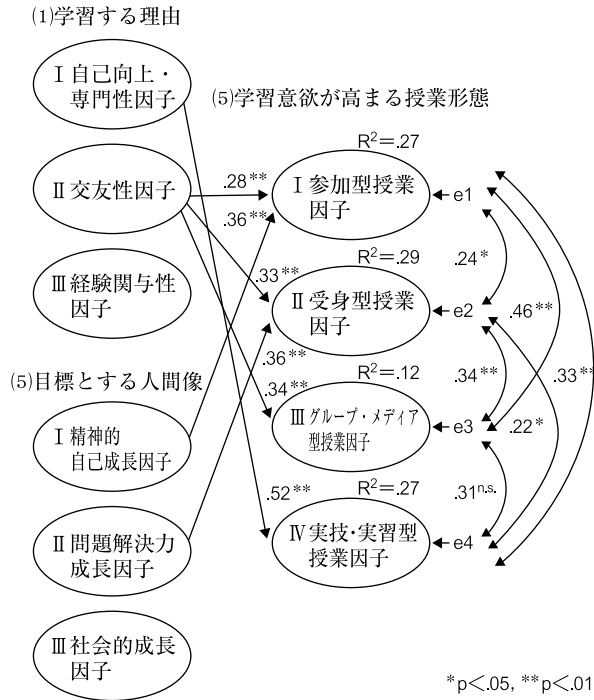 (1)学習する理由
Ⅰ自己向上・
専門性因子
Ⅱ交友性因子
Ⅲ経験関与性
因子
(5)目標とする人間像
Ⅰ精神的
自己成長因子
Ⅱ問題解決力
成長因子
Ⅲ社会的成長
因子
(5)学習意欲が高まる授業形態
R²＝.27
Ⅰ参加型授業
因子
e1
R²＝.29
Ⅱ受身型授業
因子
e2
R²＝.12
Ⅲグループ・メディア
型授業因子
e3
R²＝.27
Ⅳ実技・実習型
授業因子
e4
.28**
.36**
.33**
.36**
.34**
.52**
.24*
.46**
.34**
.33**
.22*
.31n.s.
*p＜.05, **p＜.01